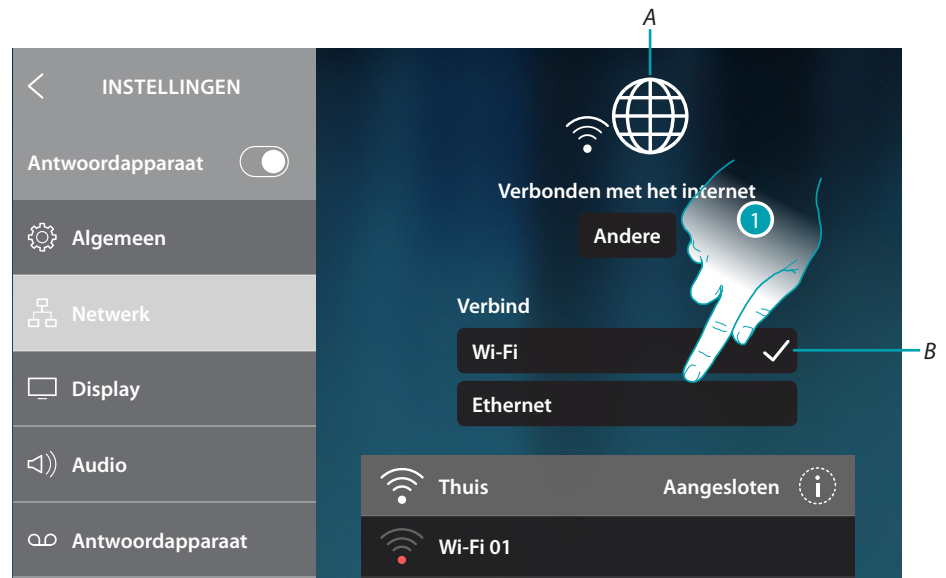 A
INSTELLINGEN
Antwoordapparaat
Algemeen
Netwerk
Display
Audio
Antwoordapparaat
Verbonden met het internet
Andere
1
Verbind
Wi-Fi
B
Ethernet
Thuis Aangesloten i
Wi-Fi 01